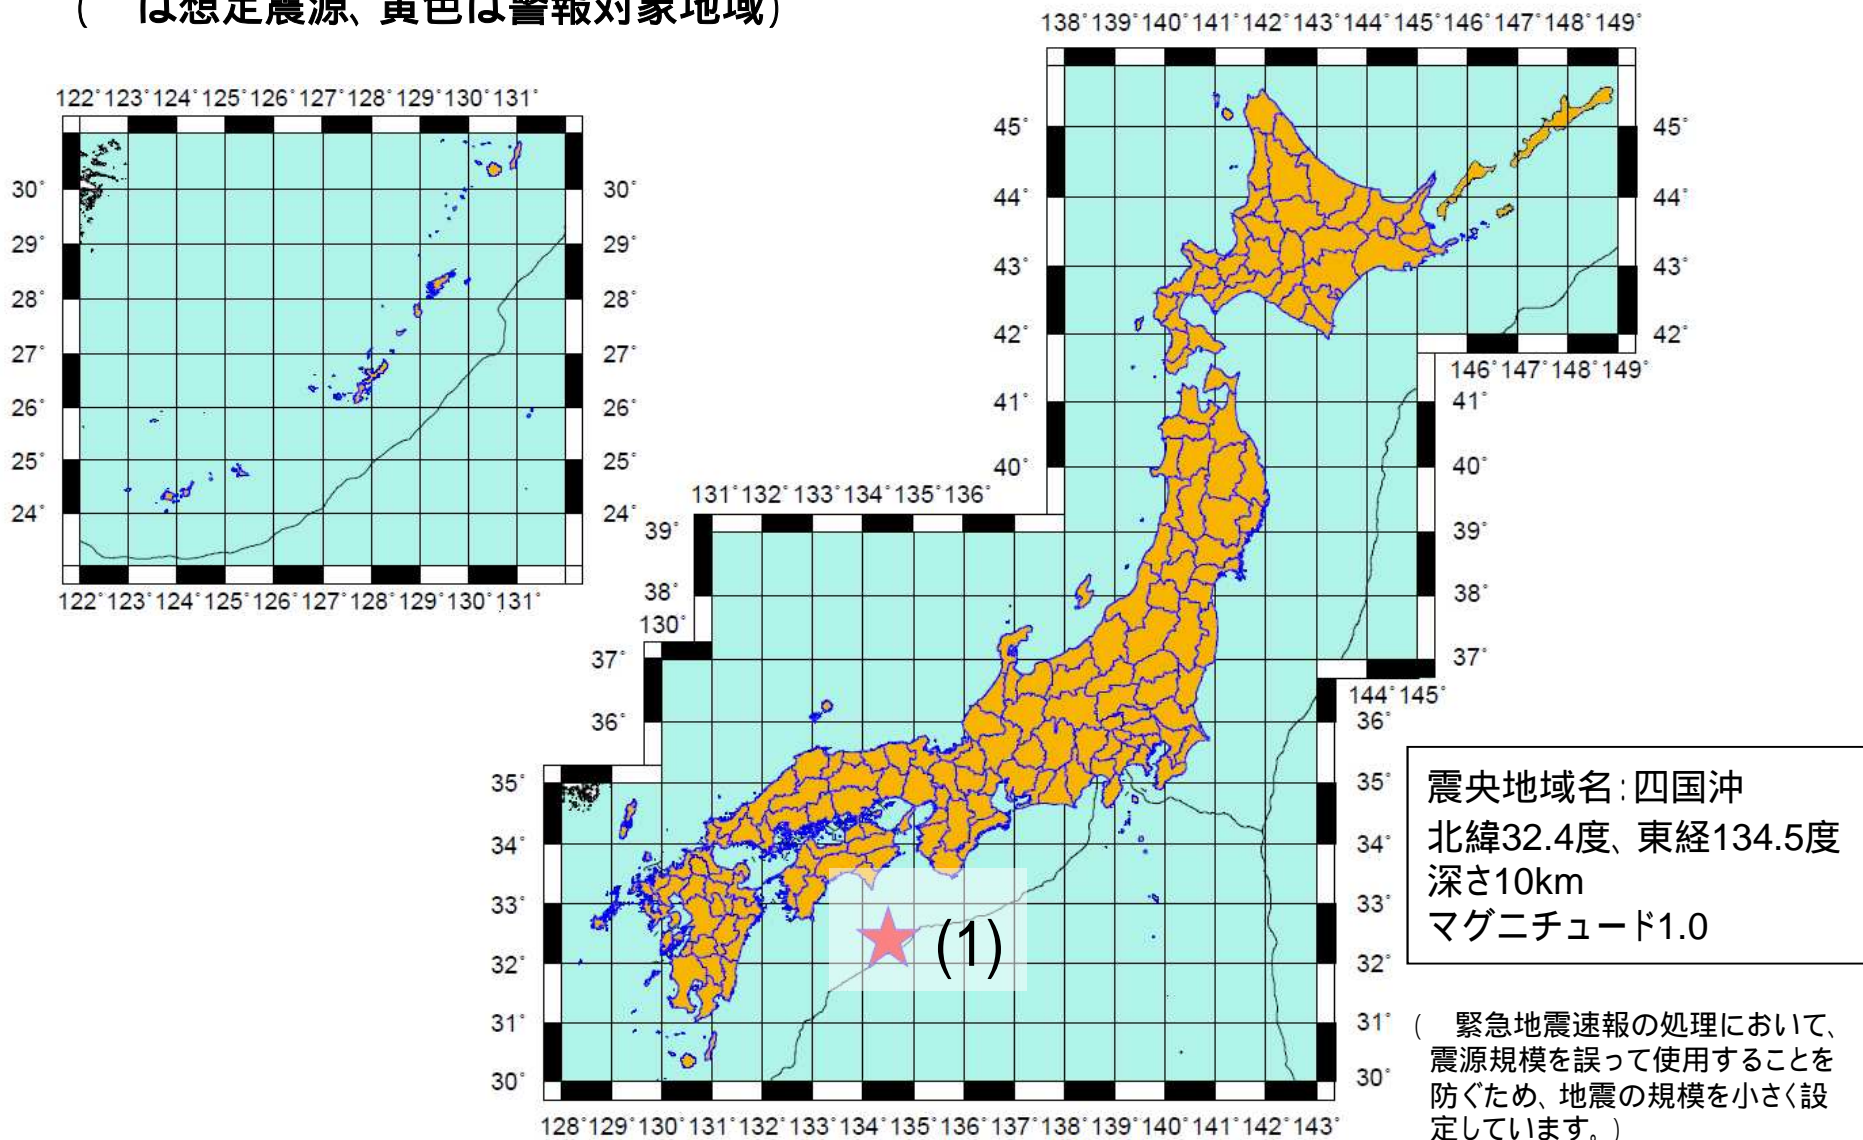 ( は想定震源、黄色は警報対象地域)
138° 139° 140° 141° 142° 143° 144° 145° 146° 147° 148° 149°
122° 123° 124° 125° 126° 127° 128° 129° 130° 131°
45° 45°
30° 30° 44° 44°
29° 29° 43° 43°
28° 28° 42° 42°
27° 27° 146° 147° 148° 149°
26° 26° 41° 41°
25° 25° 40° 40°
131° 132° 133° 134° 135° 136°
24° 24° 39° 39°
122° 123° 124° 125° 126° 127° 128° 129° 130° 131°
38° 38°
130°
37° 37°
144° 145°
36° 36°
35° 35°
34° 34°
33° 33°
(1)
32° 32°
31° 31°
30° 30°
128° 129° 130° 131° 132° 133° 134° 135° 136° 137° 138° 139° 140° 141° 142° 143°
震央地域名:四国沖
北緯32.4度、東経134.5度
深さ10km
マグニチュード1.0
( 緊急地震速報の処理において、
震源規模を誤って使用することを
防ぐため、地震の規模を小さく設
定しています。)